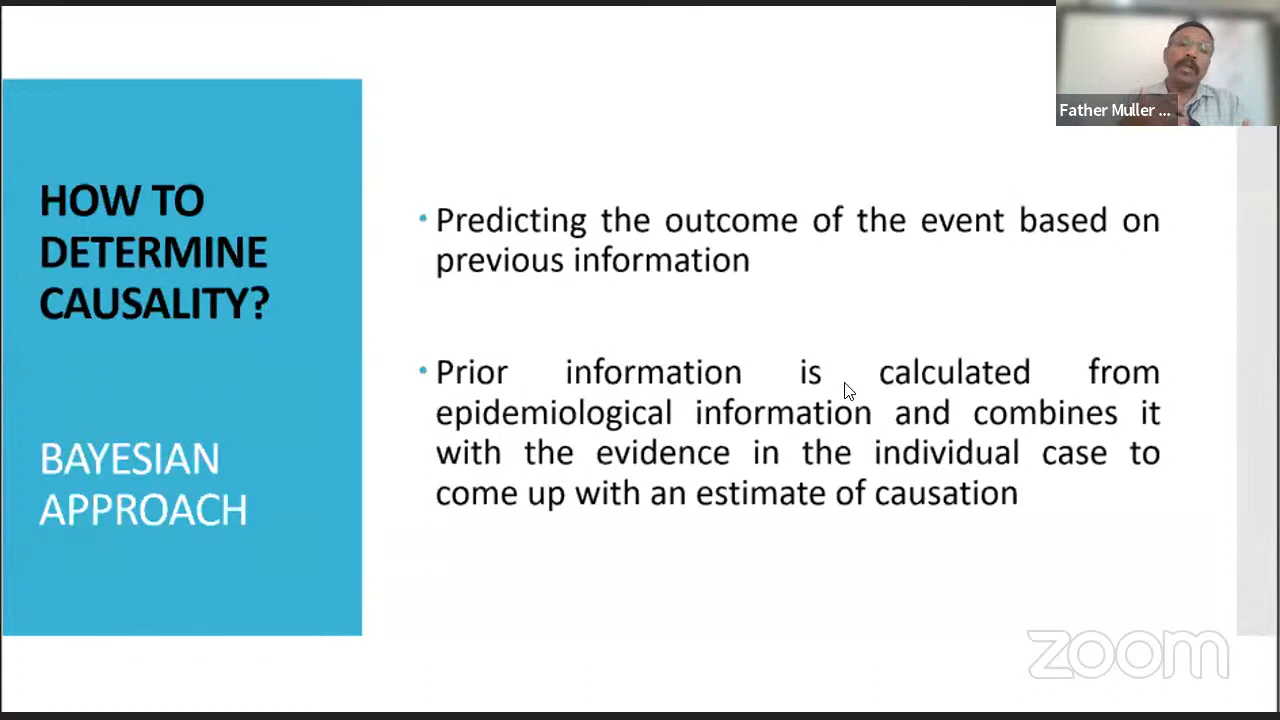 Father Muller ...
HOW TO
DETERMINE
CAUSALITY?
BAYESIAN
APPROACH
• Predicting the outcome of the event based on
previous information
• Prior information is calculated from
epidemiological information and combines it
with the evidence in the individual case to
come up with an estimate of causation
zoom